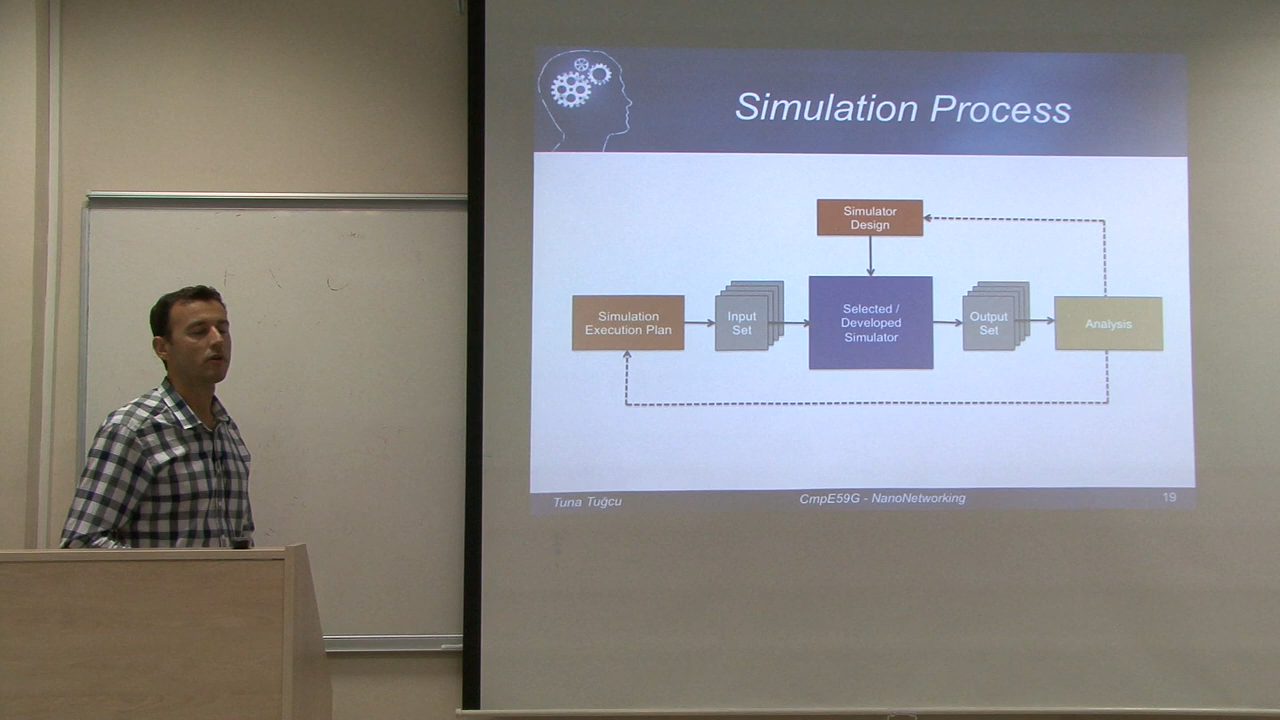 Simulation Process
Simulator
Design
Simulation
Execution Plan
Input
Set
Selected /
Developed
Simulator
Output
Set
Analysis
Tuna Tuğcu
CmpE59G - NanoNetworking
19